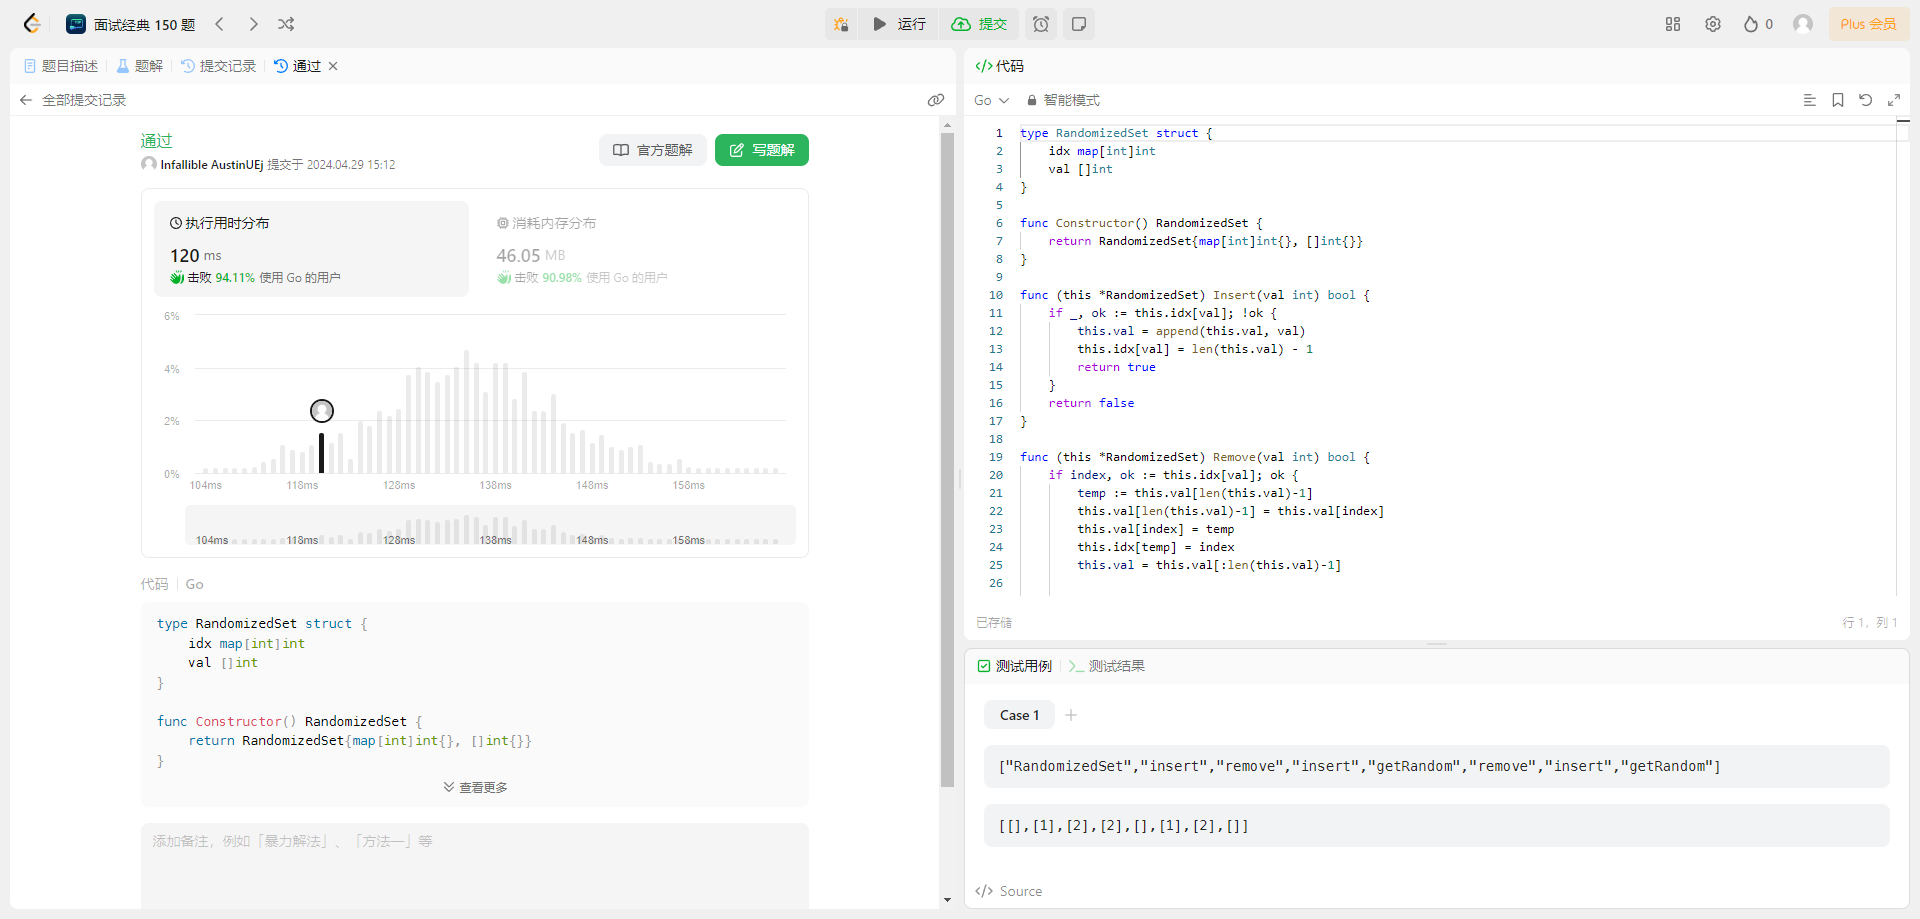 面试经典 150 题
运行
提交
0
Plus 会员
题目描述
题解
提交记录
通过
全部提交记录
通过
Infallible AustinUEj 提交于 2024.04.29 15:12
官方题解
写题解
执行用时分布
120 ms
击败 94.11% 使用 Go 的用户
消耗内存分布
46.05 MB
击败 90.98% 使用 Go 的用户
6%
4%
2%
0%
104ms 118ms 128ms 138ms 148ms 158ms
104ms 118ms 128ms 138ms 148ms 158ms
代码 Go
type RandomizedSet struct {
    idx map[int]int
    val []int
}
func Constructor() RandomizedSet {
    return RandomizedSet{map[int]int{}, []int{}}
}
查看更多
添加备注，例如「暴力解法」、「方法一」等
代码
Go
智能模式
1 type RandomizedSet struct {
2     idx map[int]int
3     val []int
4 }
5
6 func Constructor() RandomizedSet {
7     return RandomizedSet{map[int]int{}, []int{}}
8 }
9
10 func (this *RandomizedSet) Insert(val int) bool {
11     if _, ok := this.idx[val]; !ok {
12         this.val = append(this.val, val)
13         this.idx[val] = len(this.val) - 1
14         return true
15     }
16     return false
17 }
18
19 func (this *RandomizedSet) Remove(val int) bool {
20     if index, ok := this.idx[val]; ok {
21         temp := this.val[len(this.val)-1]
22         this.val[len(this.val)-1] = this.val[index]
23         this.val[index] = temp
24         this.idx[temp] = index
25         this.val = this.val[:len(this.val)-1]
26
已存储
行 1，列 1
测试用例
测试结果
Case 1
["RandomizedSet","insert","remove","insert","getRandom","remove","insert","getRandom"]
[[],[1],[2],[2],[],[1],[2],[]]
Source